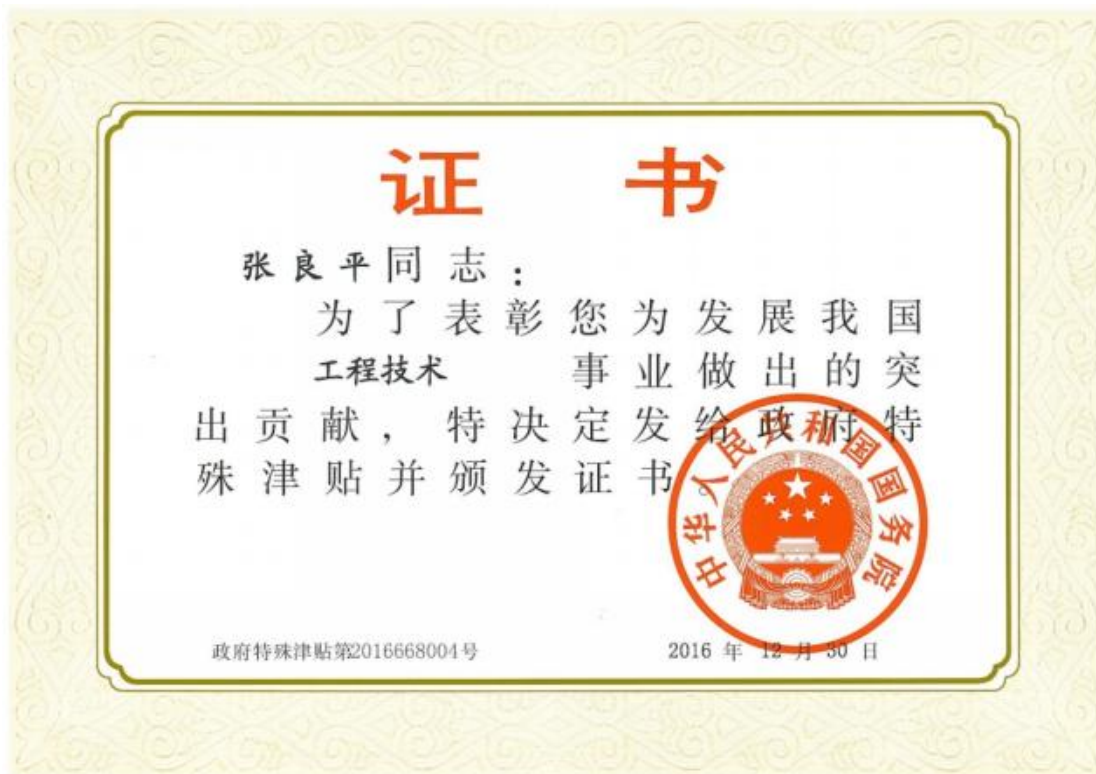 证书
张良平同志：
为了表彰您为发展我国
工程技术 事业做出的突
出贡献，特决定发给政府特
殊津贴并颁发证书。
中华人民共和国国务院
政府特殊津贴第2016668004号
2016 年 12 月 30 日